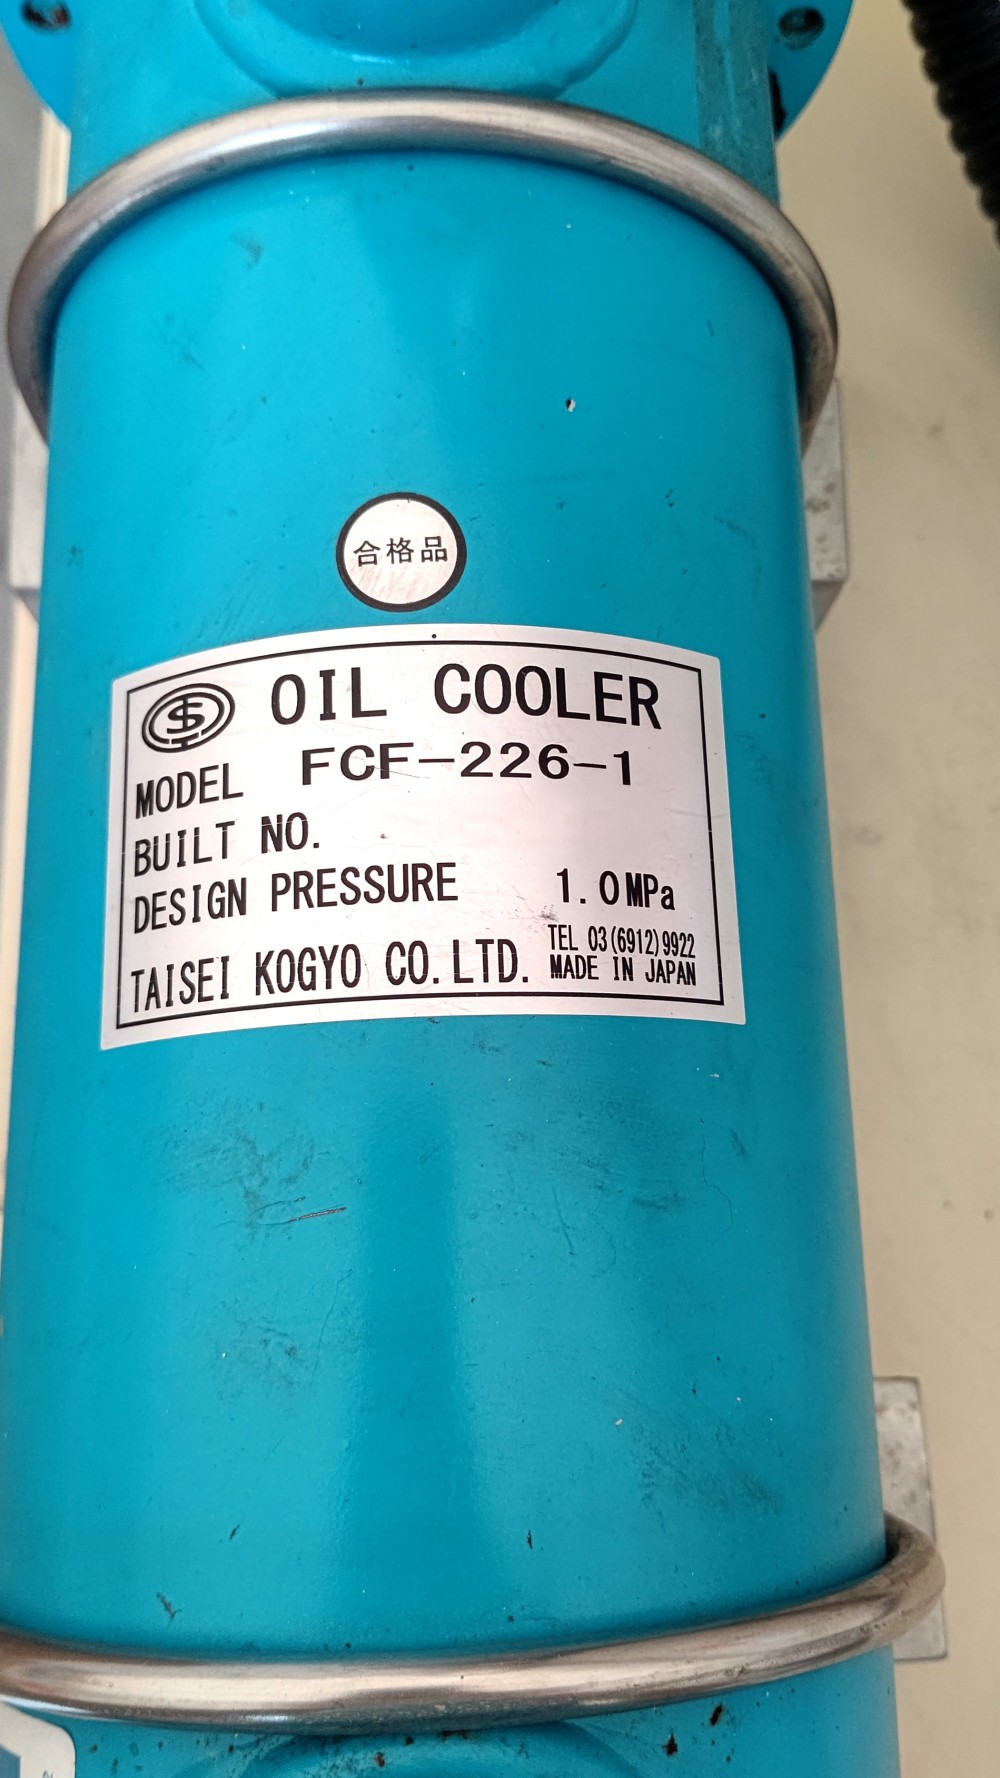 合格品
OIL COOLER
MODEL FCF-226-1
BUILT NO.
DESIGN PRESSURE 1.0MPa
TAISEI KOGYO CO.LTD. TEL 03(6912)9922
MADE IN JAPAN